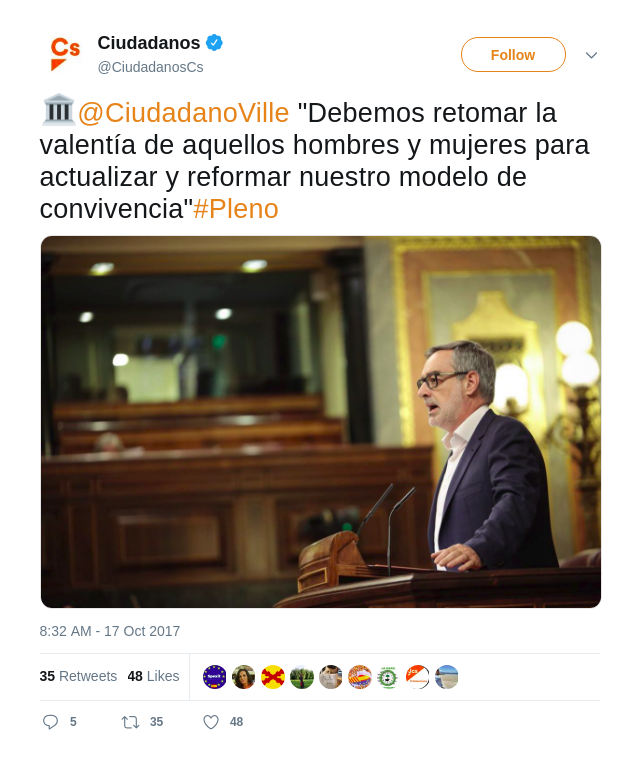 Cs
Ciudadanos
@CiudadanosCs
Follow
@CiudadanoVille "Debemos retomar la
valentía de aquellos hombres y mujeres para
actualizar y reformar nuestro modelo de
convivencia"#Pleno
8:32 AM - 17 Oct 2017
35 Retweets 48 Likes
5 35 48